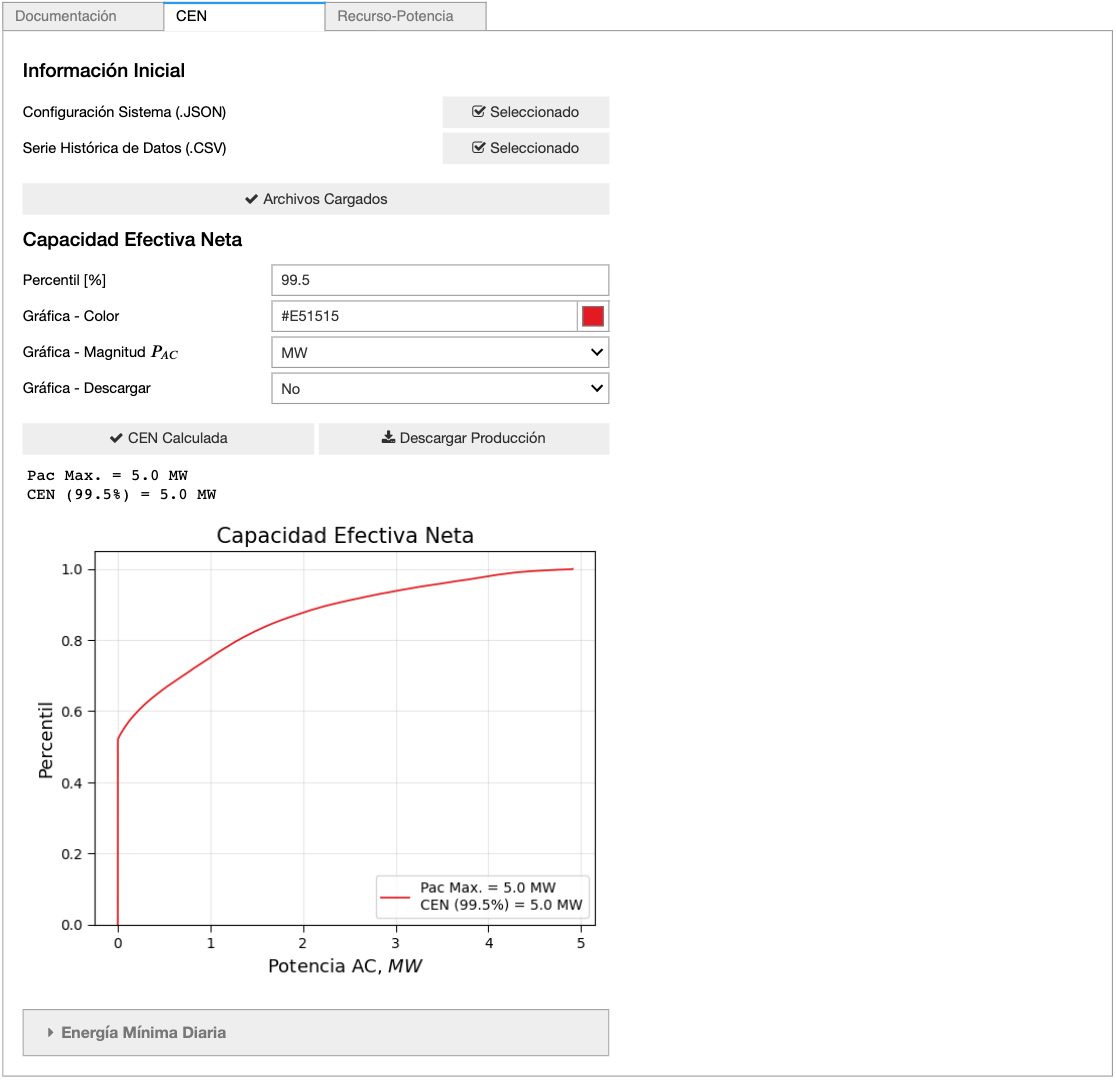 Documentación
CEN
Recurso-Potencia
Información Inicial
Configuración Sistema (.JSON)
Seleccionado
Serie Histórica de Datos (.CSV)
Seleccionado
Archivos Cargados
Capacidad Efectiva Neta
Percentil [%]
99.5
Gráfica - Color
#E51515
Gráfica - Magnitud P_AC
MW
Gráfica - Descargar
No
CEN Calculada
Descargar Producción
Pac Max. = 5.0 MW
CEN (99.5%) = 5.0 MW
Capacidad Efectiva Neta
1.0
0.8
0.6
0.4
0.2
0.0
Percentil
Pac Max. = 5.0 MW
CEN (99.5%) = 5.0 MW
0 1 2 3 4 5
Potencia AC, MW
Energía Mínima Diaria